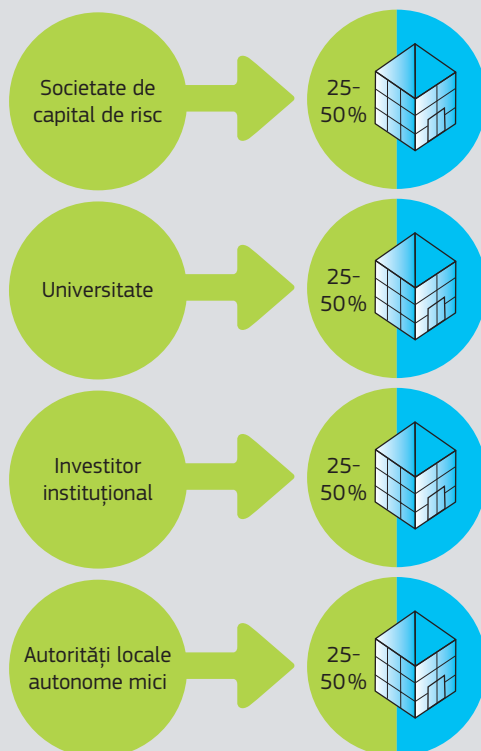 Societate de
capital de risc
25-
50%
Universitate
25-
50%
Investitor
instituțional
25-
50%
Autorități locale
autonome mici
25-
50%